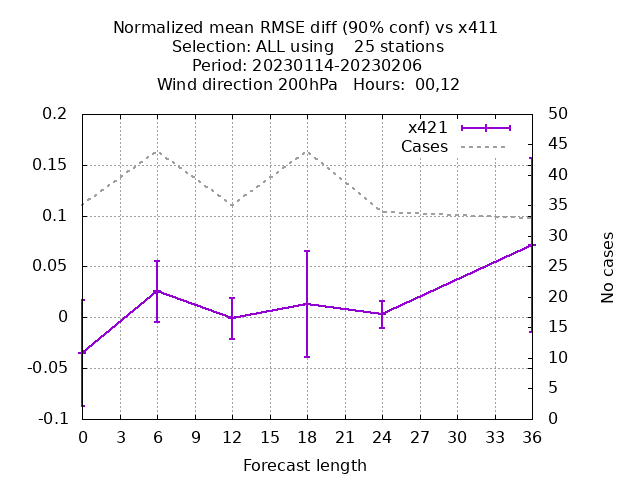 Normalized mean RMSE diff (90% conf) vs x411
Selection: ALL using    25 stations
Period: 20230114-20230206
Wind direction 200hPa   Hours:  00,12
x421
Cases
0.2
0.15
0.1
0.05
0
-0.05
-0.1
50
45
40
35
30
25
20
15
10
5
0
No cases
0 3 6 9 12 15 18 21 24 27 30 33 36
Forecast length